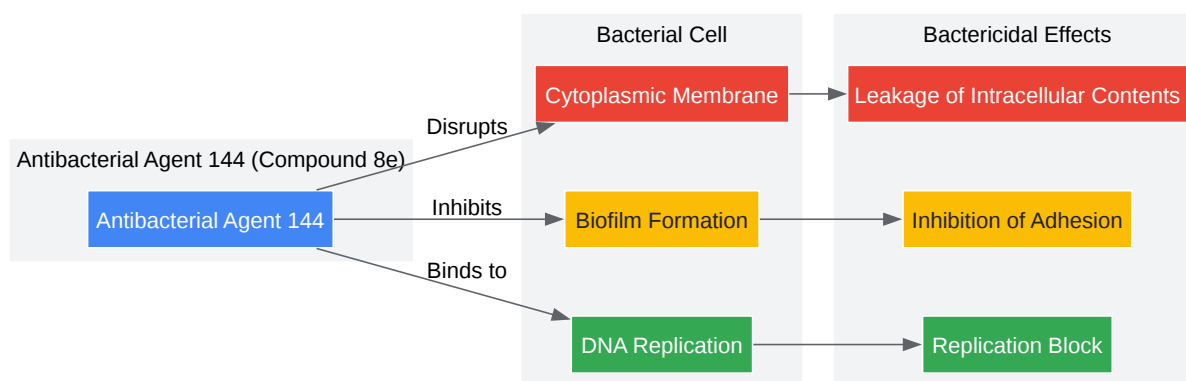 Bacterial Cell
Bactericidal Effects
Cytoplasmic Membrane
Leakage of Intracellular Contents
Disrupts
Antibacterial Agent 144 (Compound 8e)
Antibacterial Agent 144
Inhibits
Biofilm Formation
Inhibition of Adhesion
Binds to
DNA Replication
Replication Block